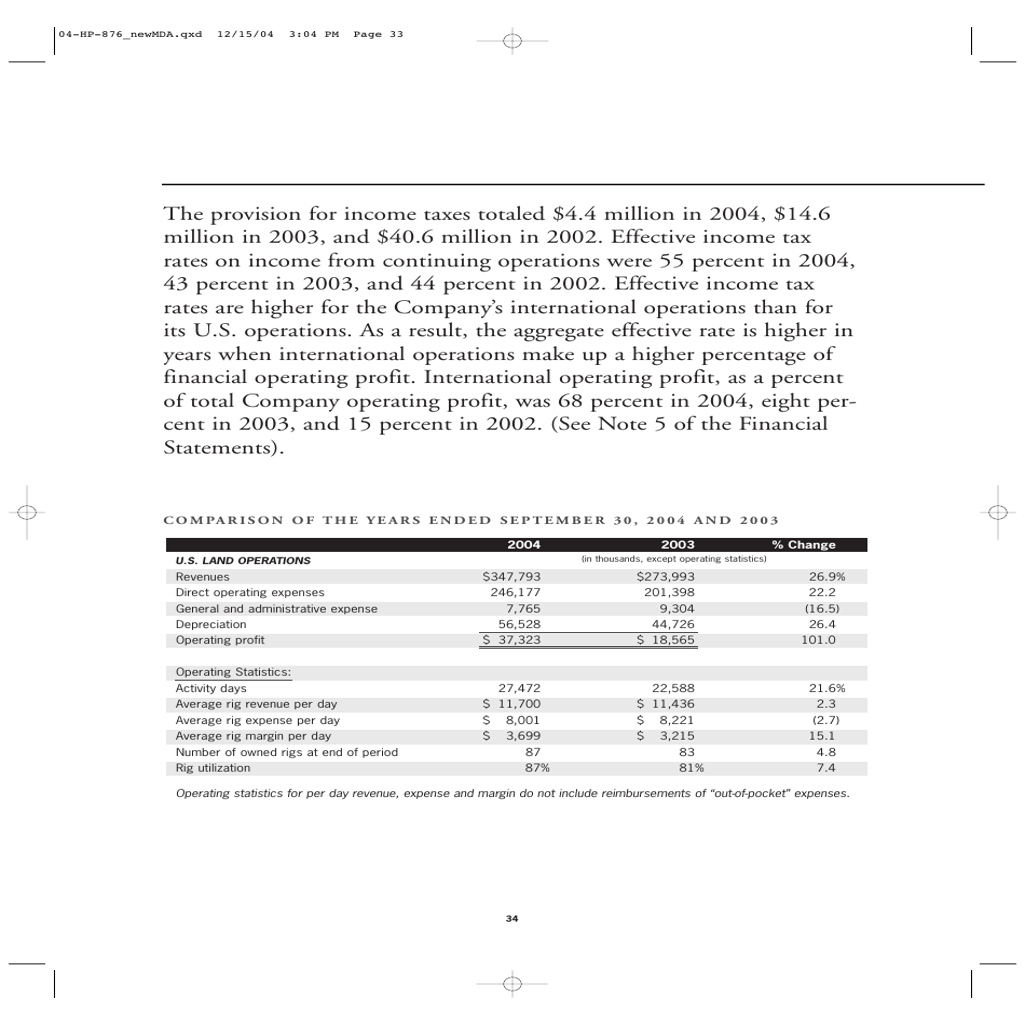 04-HP-876_newMDA.qxd 12/15/04 3:04 PM Page 33
The provision for income taxes totaled $4.4 million in 2004, $14.6
million in 2003, and $40.6 million in 2002. Effective income tax
rates on income from continuing operations were 55 percent in 2004,
43 percent in 2003, and 44 percent in 2002. Effective income tax
rates are higher for the Company’s international operations than for
its U.S. operations. As a result, the aggregate effective rate is higher in
years when international operations make up a higher percentage of
financial operating profit. International operating profit, as a percent
of total Company operating profit, was 68 percent in 2004, eight per-
cent in 2003, and 15 percent in 2002. (See Note 5 of the Financial
Statements).
COMPARISON OF THE YEARS ENDED SEPTEMBER 30, 2004 AND 2003
2004 2003 % Change
U.S. LAND OPERATIONS (in thousands, except operating statistics)
Revenues $347,793 $273,993 26.9%
Direct operating expenses 246,177 201,398 22.2
General and administrative expense 7,765 9,304 (16.5)
Depreciation 56,528 44,726 26.4
Operating profit $ 37,323 $ 18,565 101.0
Operating Statistics:
Activity days 27,472 22,588 21.6%
Average rig revenue per day $ 11,700 $ 11,436 2.3
Average rig expense per day $ 8,001 $ 8,221 (2.7)
Average rig margin per day $ 3,699 $ 3,215 15.1
Number of owned rigs at end of period 87 83 4.8
Rig utilization 87% 81% 7.4
Operating statistics for per day revenue, expense and margin do not include reimbursements of “out-of-pocket” expenses.
34